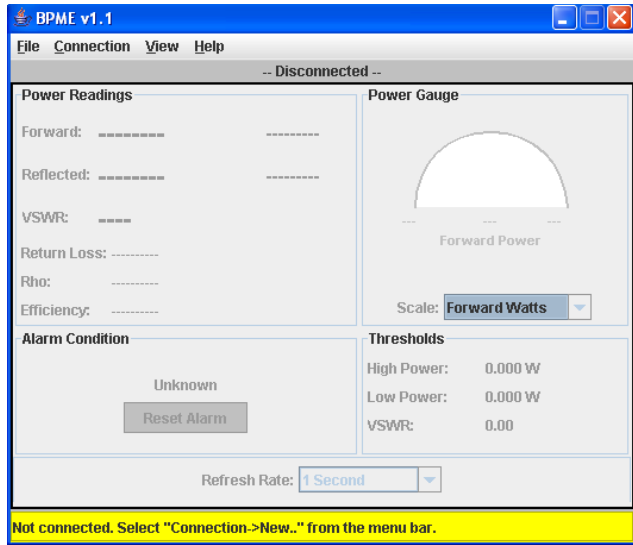 BPME v1.1
File Connection View Help
-- Disconnected --
Power Readings
Forward: -------- ---------
Reflected: -------- ---------
VSWR: ----
Return Loss: ----------
Rho: ----------
Efficiency: ----------
Power Gauge
--- --- ---
Forward Power
Scale: Forward Watts
Alarm Condition
Unknown
Reset Alarm
Thresholds
High Power: 0.000 W
Low Power: 0.000 W
VSWR: 0.00
Refresh Rate: 1 Second
Not connected. Select "Connection->New.." from the menu bar.